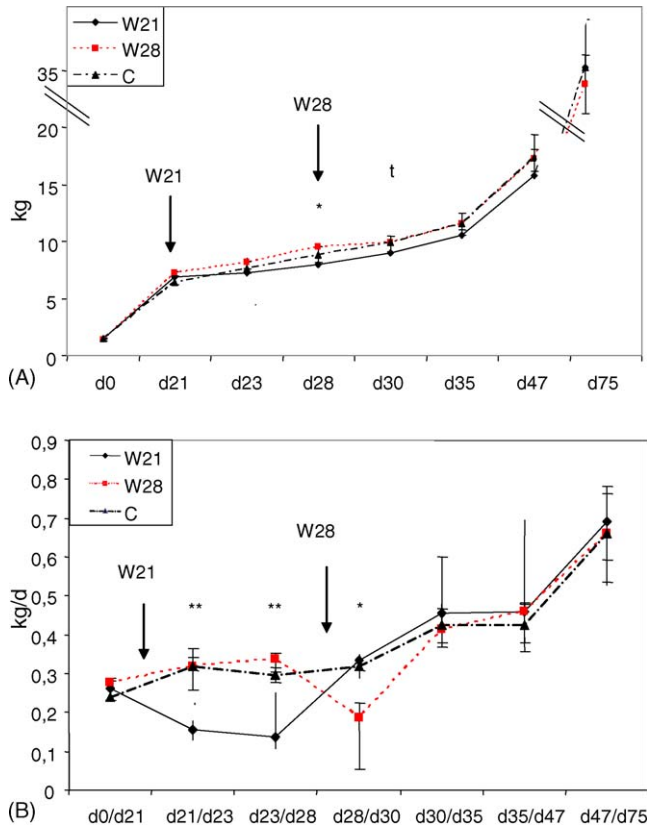 W21
W28
C
35
20
15
10
5
0
kg
W21
W28
*
t
d0 d21 d23 d28 d30 d35 d47 d75
(A)
0,9
0,8
0,7
0,6
0,5
0,4
0,3
0,2
0,1
0
kg/d
W21
W28
C
W21
W28
** ** *
d0/d21 d21/d23 d23/d28 d28/d30 d30/d35 d35/d47 d47/d75
(B)